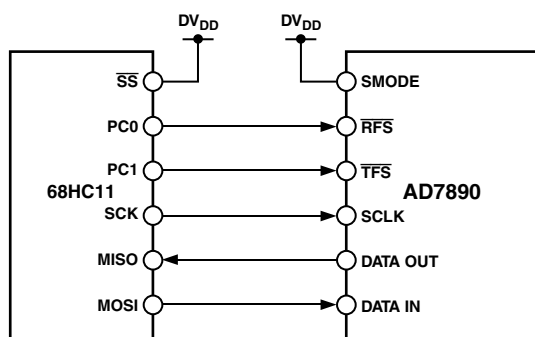 DVDD DVDD
SS SMODE
PC0 RFS
PC1 TFS
68HC11 AD7890
SCK SCLK
MISO DATA OUT
MOSI DATA IN